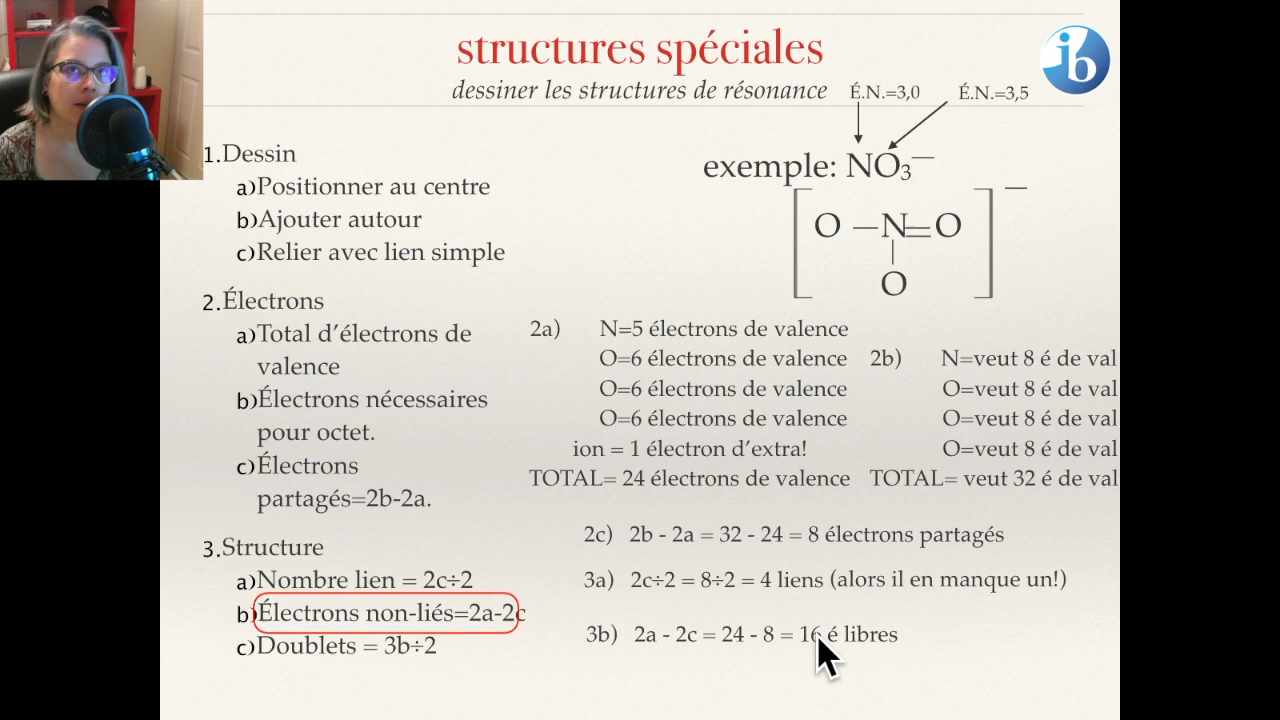 structures spéciales
dessiner les structures de résonance
É.N.=3,0
É.N.=3,5
ib
exemple: NO₃⁻
[O —N═O]⁻
|
O
1.Dessin
a)Positionner au centre
b)Ajouter autour
c)Relier avec lien simple
2.Électrons
a)Total d'électrons de
valence
b)Électrons nécessaires
pour octet.
c)Électrons
partagés=2b-2a.
3.Structure
a)Nombre lien = 2c÷2
b)Électrons non-liés=2a-2c
c)Doublets = 3b÷2
2a) N=5 électrons de valence
O=6 électrons de valence
O=6 électrons de valence
O=6 électrons de valence
ion = 1 électron d'extra!
TOTAL= 24 électrons de valence
2b) N=veut 8 é de val
O=veut 8 é de val
O=veut 8 é de val
O=veut 8 é de val
TOTAL= veut 32 é de val
2c) 2b - 2a = 32 - 24 = 8 électrons partagés
3a) 2c÷2 = 8÷2 = 4 liens (alors il en manque un!)
3b) 2a - 2c = 24 - 8 = 16 é libres